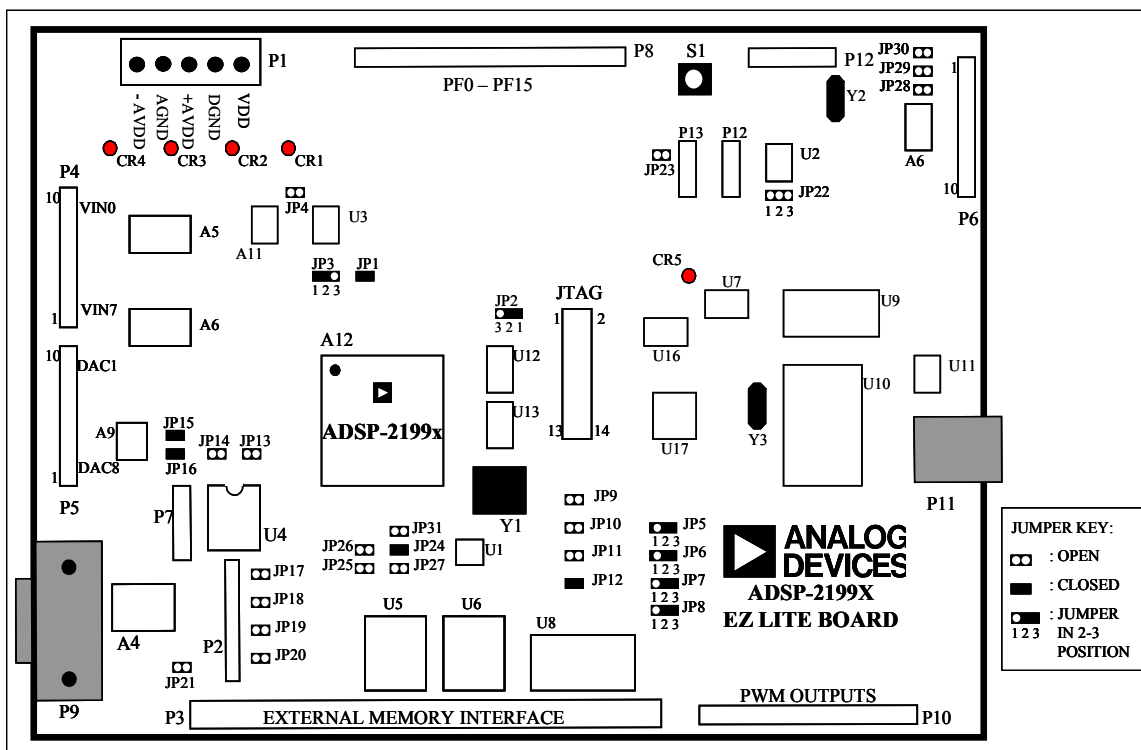 P1
P8
S1
P12
JP30
JP29
JP28
1
PF0 – PF15
Y2
-AVDD
AGND
+AVDD
DGND
VDD
CR4
CR3
CR2
CR1
P13
P12
U2
A6
JP23
P4
10
VIN0
JP4
JP22
1 2 3
10
P6
A5
A11
U3
JP3
1 2 3
JP1
CR5
U7
U9
JP2
3 2 1
JTAG
1
2
1
VIN7
A6
A12
U12
U16
U10
U11
10
DAC1
U13
ADSP-2199x
13
14
U17
Y3
JP15
A9
JP14
JP13
JP16
1
DAC8
P5
P7
U4
Y1
P11
JP9
JP31
JP10
JP5
1 2 3
JP26
JP24
U1
JP11
JP6
1 2 3
JP25
JP27
JP12
JP7
1 2 3
JP8
1 2 3
ANALOG
DEVICES
ADSP-2199X
EZ LITE BOARD
JUMPER KEY:
: OPEN
: CLOSED
: JUMPER
1 2 3
IN 2-3
POSITION
JP17
JP18
JP19
JP20
A4
P2
U5
U6
U8
JP21
P9
P3
EXTERNAL MEMORY INTERFACE
PWM OUTPUTS
P10